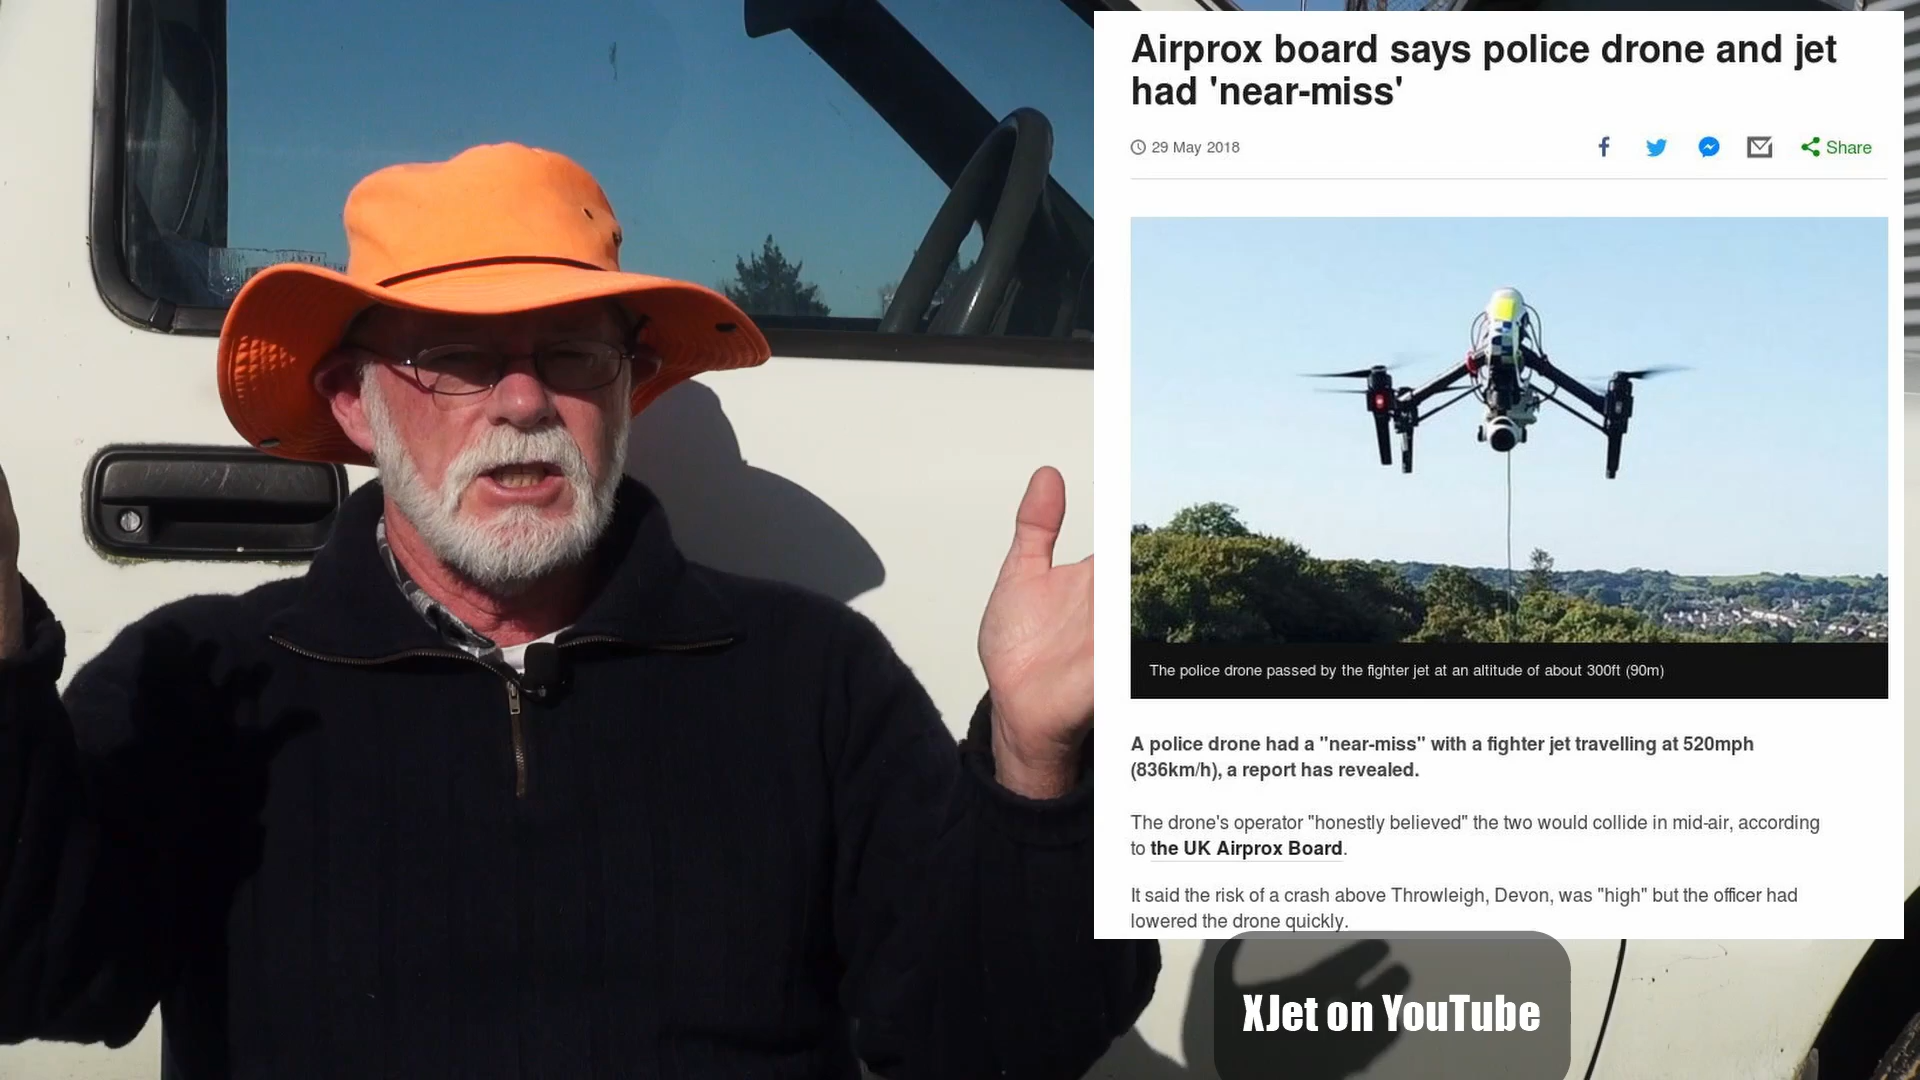 Airprox board says police drone and jet
had 'near-miss'
29 May 2018
Share
The police drone passed by the fighter jet at an altitude of about 300ft (90m)
A police drone had a "near-miss" with a fighter jet travelling at 520mph
(836km/h), a report has revealed.
The drone's operator "honestly believed" the two would collide in mid-air, according
to the UK Airprox Board.
It said the risk of a crash above Throwleigh, Devon, was "high" but the officer had
lowered the drone quickly.
XJet on YouTube